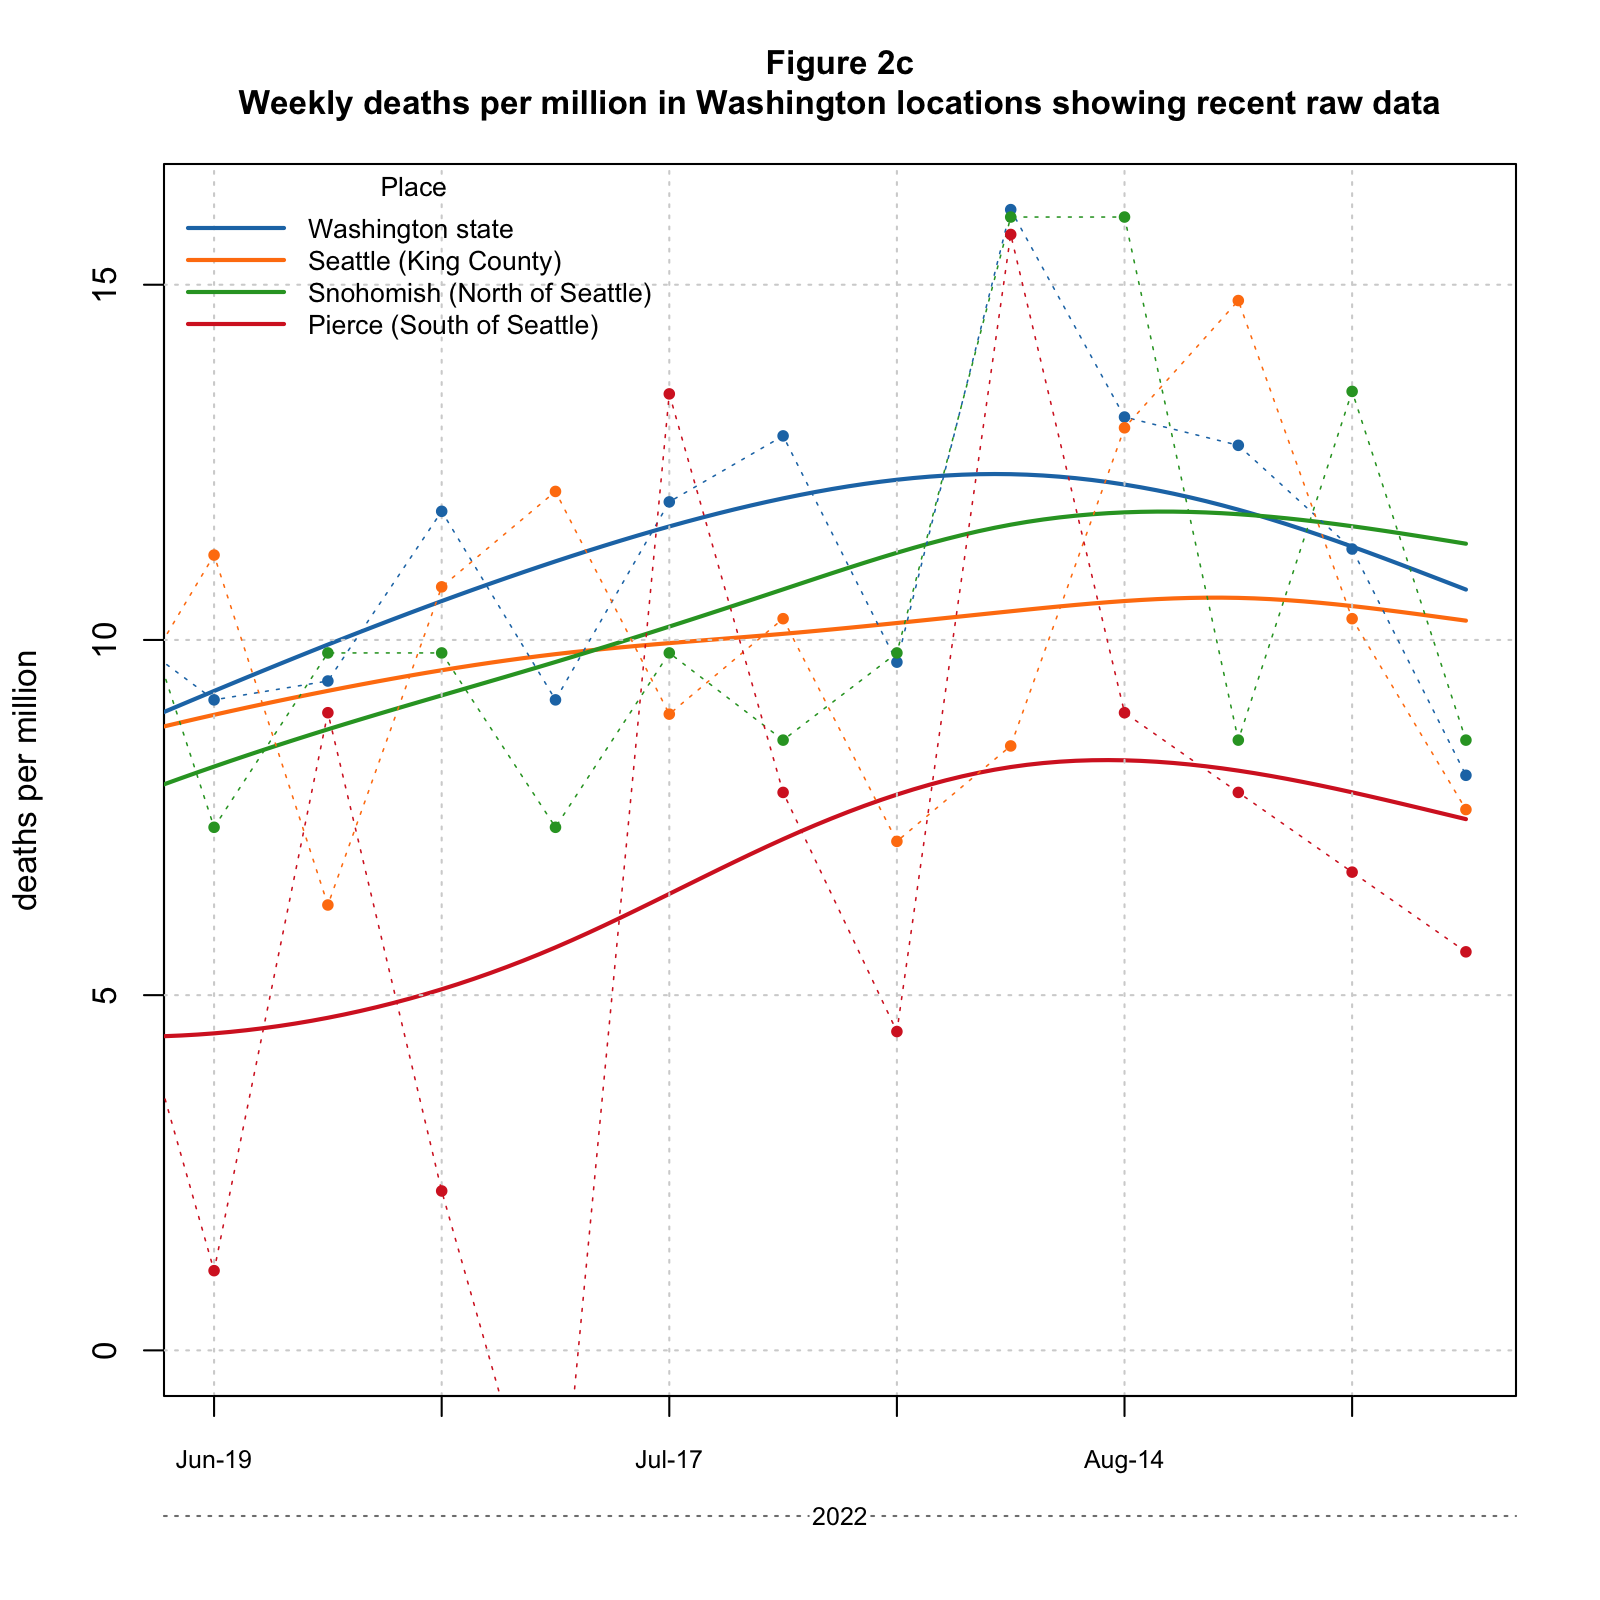 Figure 2c
Weekly deaths per million in Washington locations showing recent raw data
Place
Washington state
Seattle (King County)
Snohomish (North of Seattle)
Pierce (South of Seattle)
deaths per million
15
10
5
0
Jun-19
Jul-17
Aug-14
2022